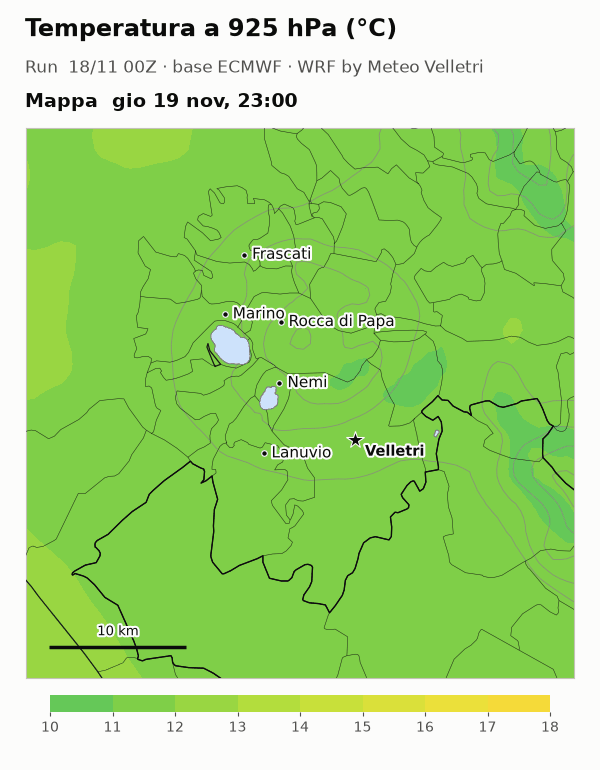 Temperatura a 925 hPa (°C)
Run  18/11 00Z · base ECMWF · WRF by Meteo Velletri
Mappa  gio 19 nov, 23:00
Frascati
Marino
Rocca di Papa
Nemi
Velletri
Lanuvio
10 km
10 11 12 13 14 15 16 17 18